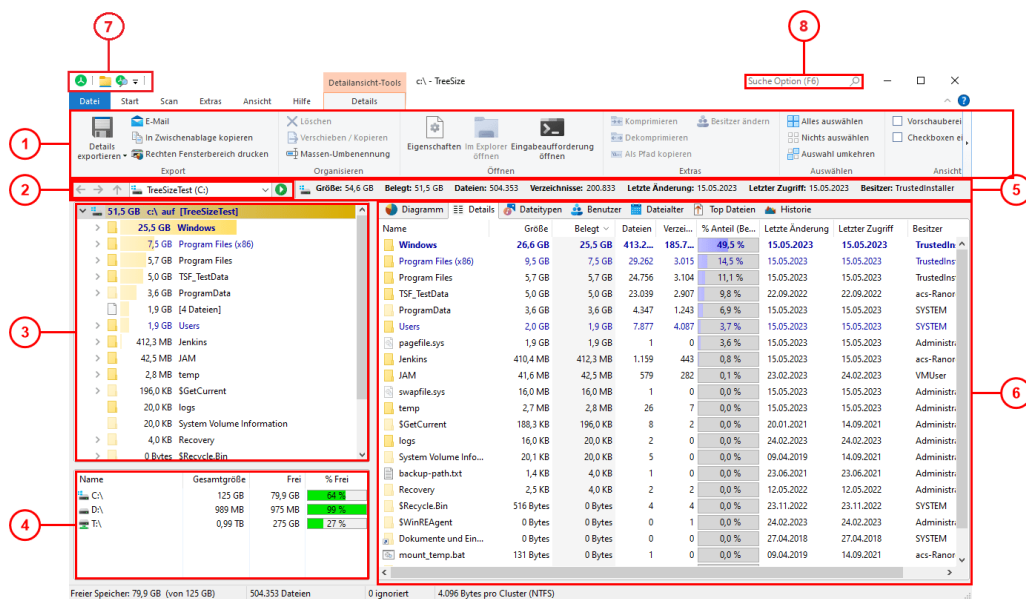 7
8
Detailansicht-Tools
c:\ - TreeSize
Suche Option (F6)
Datei Start Scan Extras Ansicht Hilfe Details
1
Details exportieren
E-Mail
In Zwischenablage kopieren
Rechten Fensterbereich drucken
Export
Löschen
Verschieben / Kopieren
Massen-Umbenennung
Organisieren
Eigenschaften
Im Explorer öffnen
Eingabeaufforderung öffnen
Öffnen
Komprimieren
Dekomprimieren
Als Pfad kopieren
Besitzer ändern
Extras
Alles auswählen
Nichts auswählen
Auswahl umkehren
Auswählen
Vorschauberei
Checkboxen ei
Ansicht
2
TreeSizeTest (C:)
Größe: 54,6 GB Belegt: 51,5 GB Dateien: 504.353 Verzeichnisse: 200.833 Letzte Änderung: 15.05.2023 Letzter Zugriff: 15.05.2023 Besitzer: TrustedInstaller
5
3
51,5 GB c:\ auf [TreeSizeTest]
25,5 GB Windows
7,5 GB Program Files (x86)
5,7 GB Program Files
5,0 GB TSF_TestData
3,6 GB ProgramData
1,9 GB [4 Dateien]
1,9 GB Users
412,3 MB Jenkins
42,5 MB JAM
2,8 MB temp
196,0 KB $GetCurrent
20,0 KB logs
20,0 KB System Volume Information
4,0 KB Recovery
0 Bytes $Recycle.Bin
4
Name Gesamtgröße Frei % Frei
C:\ 125 GB 79,9 GB 64 %
D:\ 989 MB 975 MB 99 %
T:\ 0,99 TB 275 GB 27 %
Diagramm Details Dateitypen Benutzer Dateialter Top Dateien Historie
Name Größe Belegt Dateien Verzei... % Anteil (Be... Letzte Änderung Letzter Zugriff Besitzer
Windows 26,6 GB 25,5 GB 413.2... 185.7... 49,5 % 15.05.2023 15.05.2023 TrustedIn
Program Files (x86) 9,5 GB 7,5 GB 29.262 3.015 14,5 % 15.05.2023 15.05.2023 TrustedIns
Program Files 5,7 GB 5,7 GB 24.756 3.104 11,1 % 15.05.2023 15.05.2023 TrustedIns
TSF_TestData 5,0 GB 5,0 GB 23.039 2.907 9,8 % 22.09.2022 22.09.2022 acs-Ranor
ProgramData 3,6 GB 3,6 GB 4.347 1.243 6,9 % 15.05.2023 15.05.2023 SYSTEM
Users 2,0 GB 1,9 GB 7.877 4.087 3,7 % 15.05.2023 15.05.2023 SYSTEM
pagefile.sys 1,9 GB 1,9 GB 1 0 3,6 % 15.05.2023 15.05.2023 Administra
Jenkins 410,4 MB 412,3 MB 1.159 443 0,8 % 15.05.2023 15.05.2023 acs-Ranor
JAM 41,6 MB 42,5 MB 579 282 0,1 % 23.02.2023 24.02.2023 VMUser
swapfile.sys 16,0 MB 16,0 MB 1 0 0,0 % 15.05.2023 15.05.2023 Administra
temp 2,7 MB 2,8 MB 26 7 0,0 % 15.05.2023 15.05.2023 Administra
$GetCurrent 188,3 KB 196,0 KB 8 2 0,0 % 20.01.2021 14.09.2021 Administra
logs 16,0 KB 20,0 KB 2 0 0,0 % 24.02.2023 24.02.2023 Administra
System Volume Info... 20,1 KB 20,0 KB 5 0 0,0 % 09.04.2019 14.09.2021 SYSTEM
backup-path.txt 1,4 KB 4,0 KB 1 0 0,0 % 23.06.2021 23.06.2021 Administra
Recovery 2,5 KB 4,0 KB 2 2 0,0 % 12.05.2022 12.05.2022 Administra
$Recycle.Bin 516 Bytes 0 Bytes 4 4 0,0 % 23.11.2022 23.11.2022 SYSTEM
$WinREAgent 0 Bytes 0 Bytes 0 1 0,0 % 24.02.2023 24.02.2023 Administra
Dokumente und Ein... 0 Bytes 0 Bytes 0 0 0,0 % 27.04.2018 27.04.2018 SYSTEM
mount_temp.bat 131 Bytes 0 Bytes 1 0 0,0 % 09.04.2019 14.09.2021 acs-Ranor
6
Freier Speicher: 79,9 GB (von 125 GB) 504.353 Dateien 0 ignoriert 4.096 Bytes pro Cluster (NTFS)